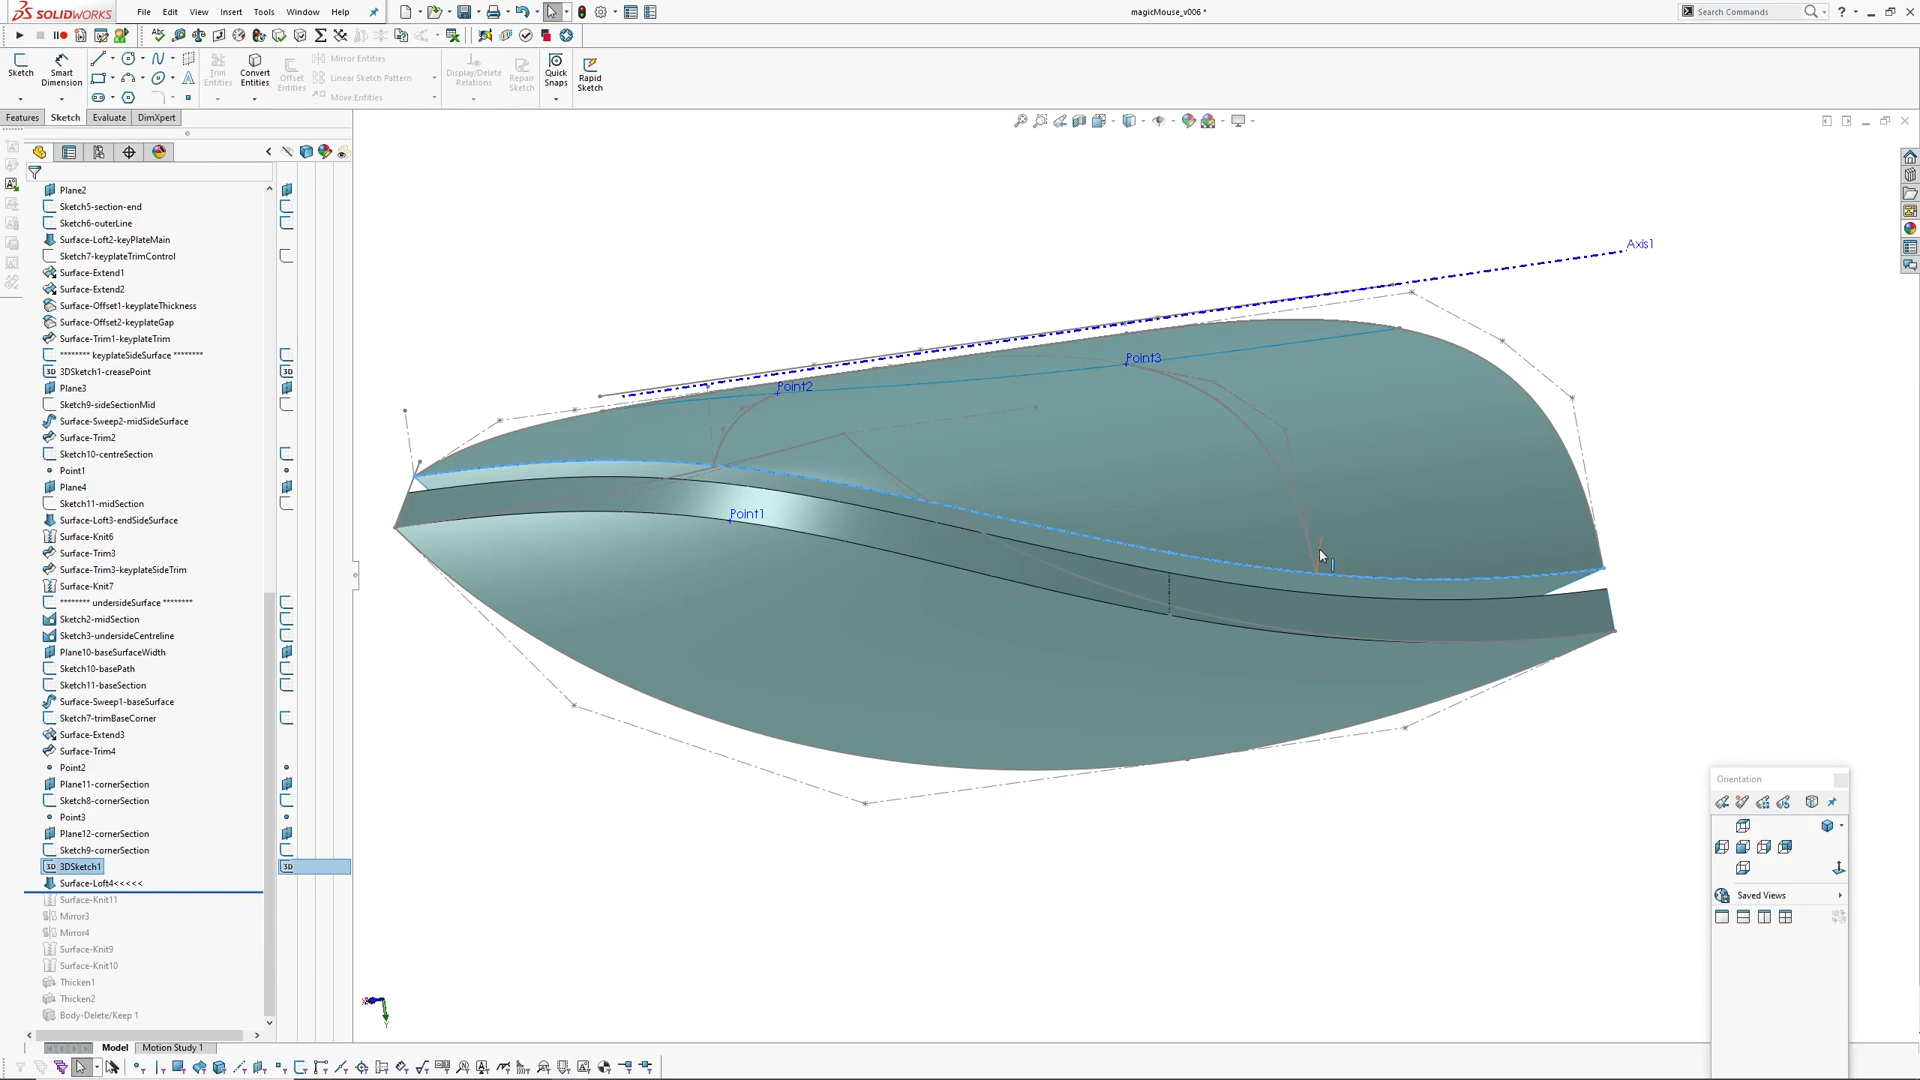 SOLIDWORKS
File Edit View Insert Tools Window Help
magicMouse_v006 *
Search Commands
Sketch
Smart Dimension
Trim Entities
Convert Entities
Offset Entities
Mirror Entities
Linear Sketch Pattern
Move Entities
Display/Delete Relations
Repair Sketch
Quick Snaps
Rapid Sketch
Features Sketch Evaluate DimXpert
Plane2
Sketch5-section-end
Sketch6-outerLine
Surface-Loft2-keyPlateMain
Sketch7-keyplateTrimControl
Surface-Extend1
Surface-Extend2
Surface-Offset1-keyplateThickness
Surface-Offset2-keyplateGap
Surface-Trim1-keyplateTrim
******** keyplateSideSurface ********
3DSketch1-creasePoint
Plane3
Sketch9-sideSectionMid
Surface-Sweep2-midSideSurface
Surface-Trim2
Sketch10-centreSection
Point1
Plane4
Sketch11-midSection
Surface-Loft3-endSideSurface
Surface-Knit6
Surface-Trim3
Surface-Trim3-keyplateSideTrim
Surface-Knit7
******** undersideSurface ********
Sketch2-midSection
Sketch3-undersideCentreline
Plane10-baseSurfaceWidth
Sketch10-basePath
Sketch11-baseSection
Surface-Sweep1-baseSurface
Sketch7-trimBaseCorner
Surface-Extend3
Surface-Trim4
Point2
Plane11-cornerSection
Sketch8-cornerSection
Point3
Plane12-cornerSection
Sketch9-cornerSection
3DSketch1
Surface-Loft4<<<<<
Surface-Knit11
Mirror3
Mirror4
Surface-Knit9
Surface-Knit10
Thicken1
Thicken2
Body-Delete/Keep 1
Axis1
Point3
Point2
Point1
Orientation
Saved Views
Model Motion Study 1